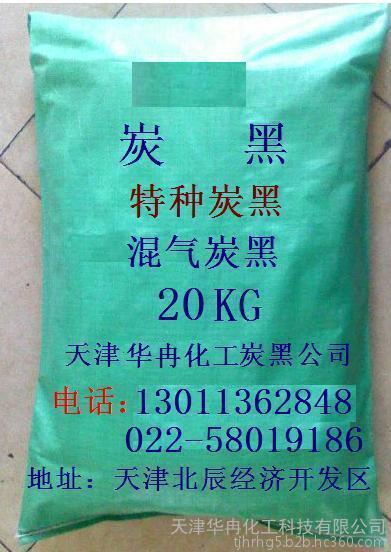 炭 黑
特种炭黑
混气炭黑
20KG
天津华冉化工炭黑公司
电话：13011362848
022-58019186
地址：天津北辰经济开发区
天津华冉化工科技有限公司
tjhrhg5.b2b.hc360.com